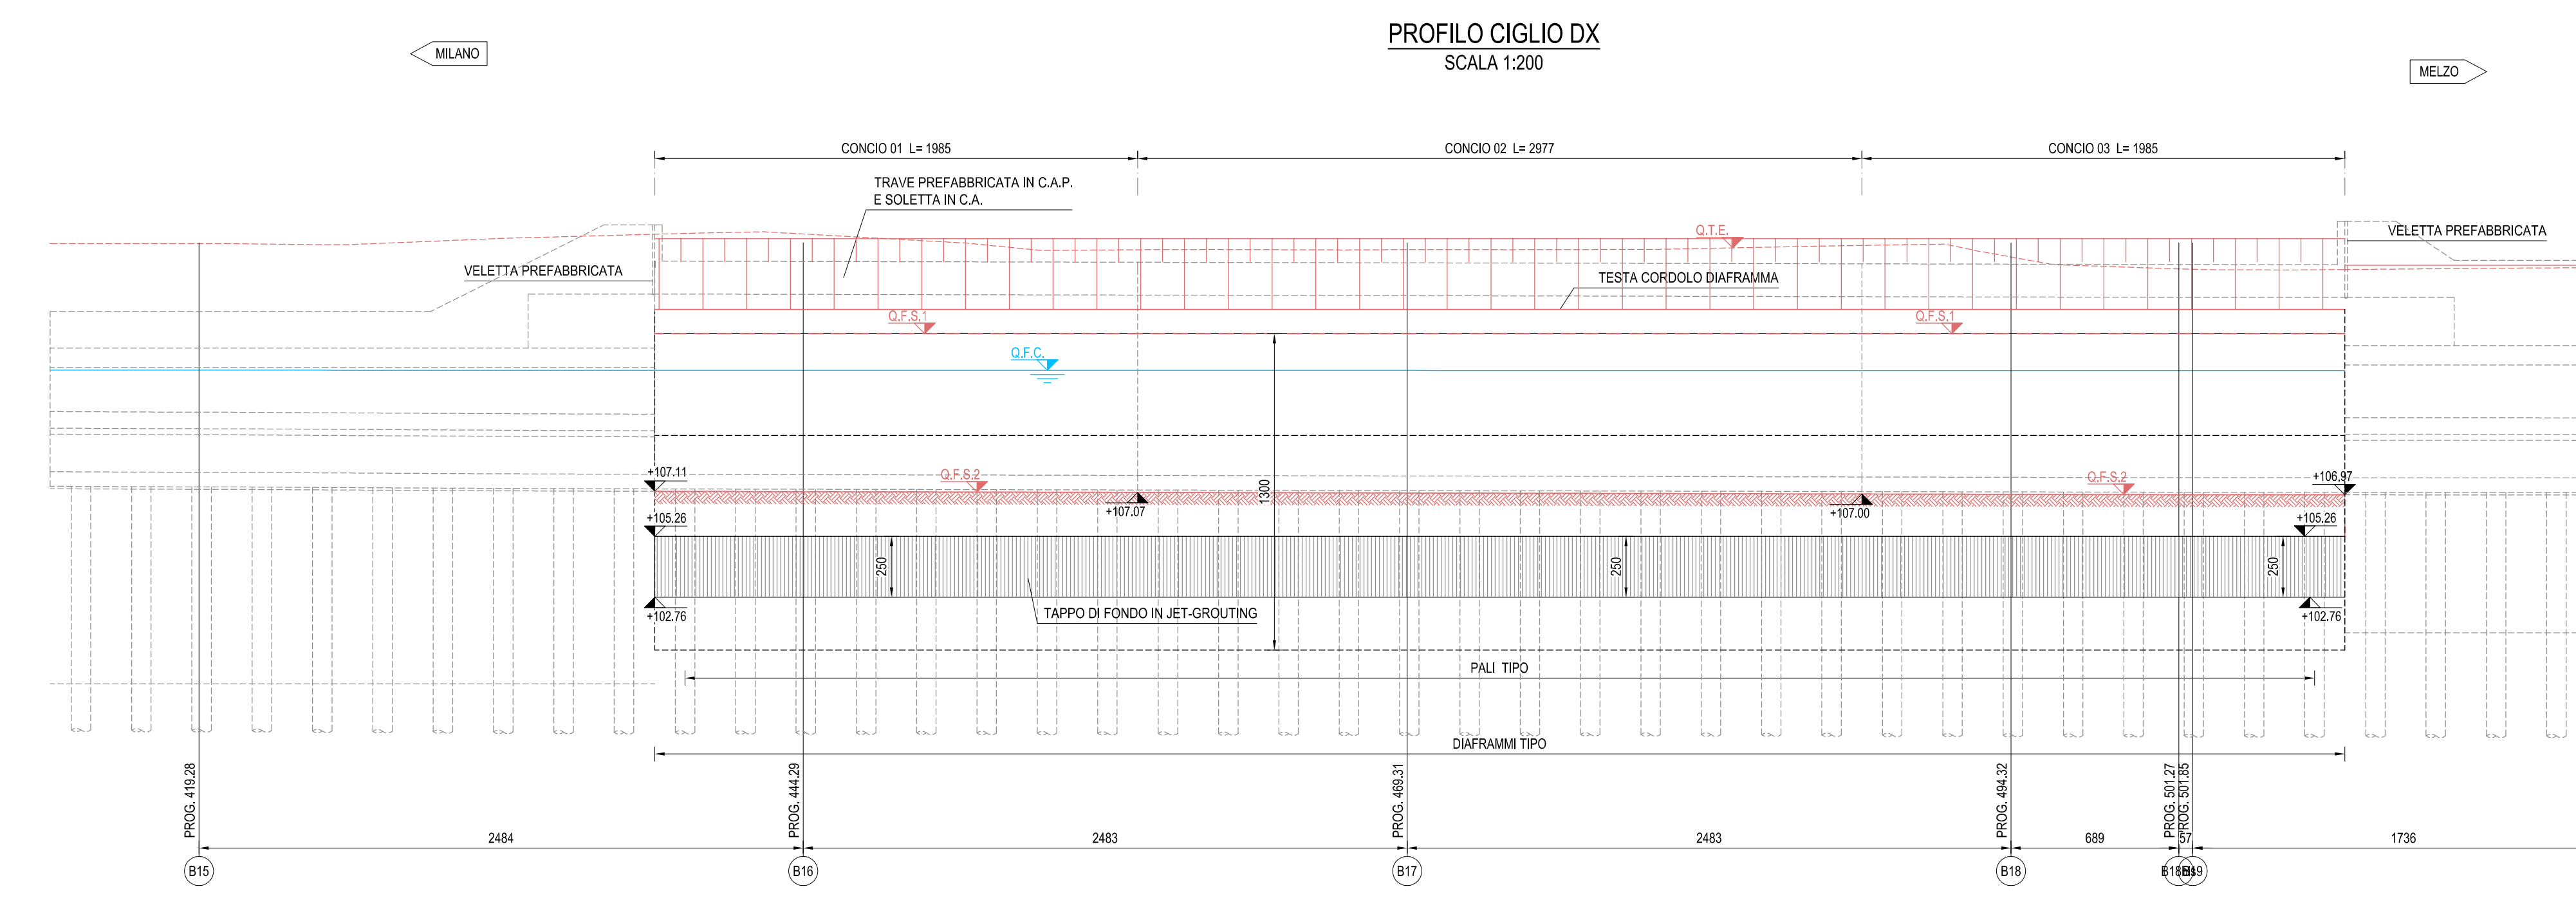 PROFILO CIGLIO DX
SCALA 1:200
MILANO
MELZO
CONCIO 01 L= 1985
CONCIO 02 L= 2977
CONCIO 03 L= 1985
TRAVE PREFABBRICATA IN C.A.P.
E SOLETTA IN C.A.
VELETTA PREFABBRICATA
Q.T.E.
VELETTA PREFABBRICATA
TESTA CORDOLO DIAFRAMMA
Q.F.S.1
Q.F.S.1
Q.F.C.
+107.11
Q.F.S.2
1300
Q.F.S.2
+106.97
+107.07
+107.00
+105.26
+105.26
250
250
250
+102.76
TAPPO DI FONDO IN JET-GROUTING
+102.76
PALI TIPO
DIAFRAMMI TIPO
PROG. 419.28
PROG. 444.29
PROG. 469.31
PROG. 494.32
PROG. 501.27
PROG. 501.85
2484
2483
2483
689
57
1736
B15
B16
B17
B18
B18Bis
B19